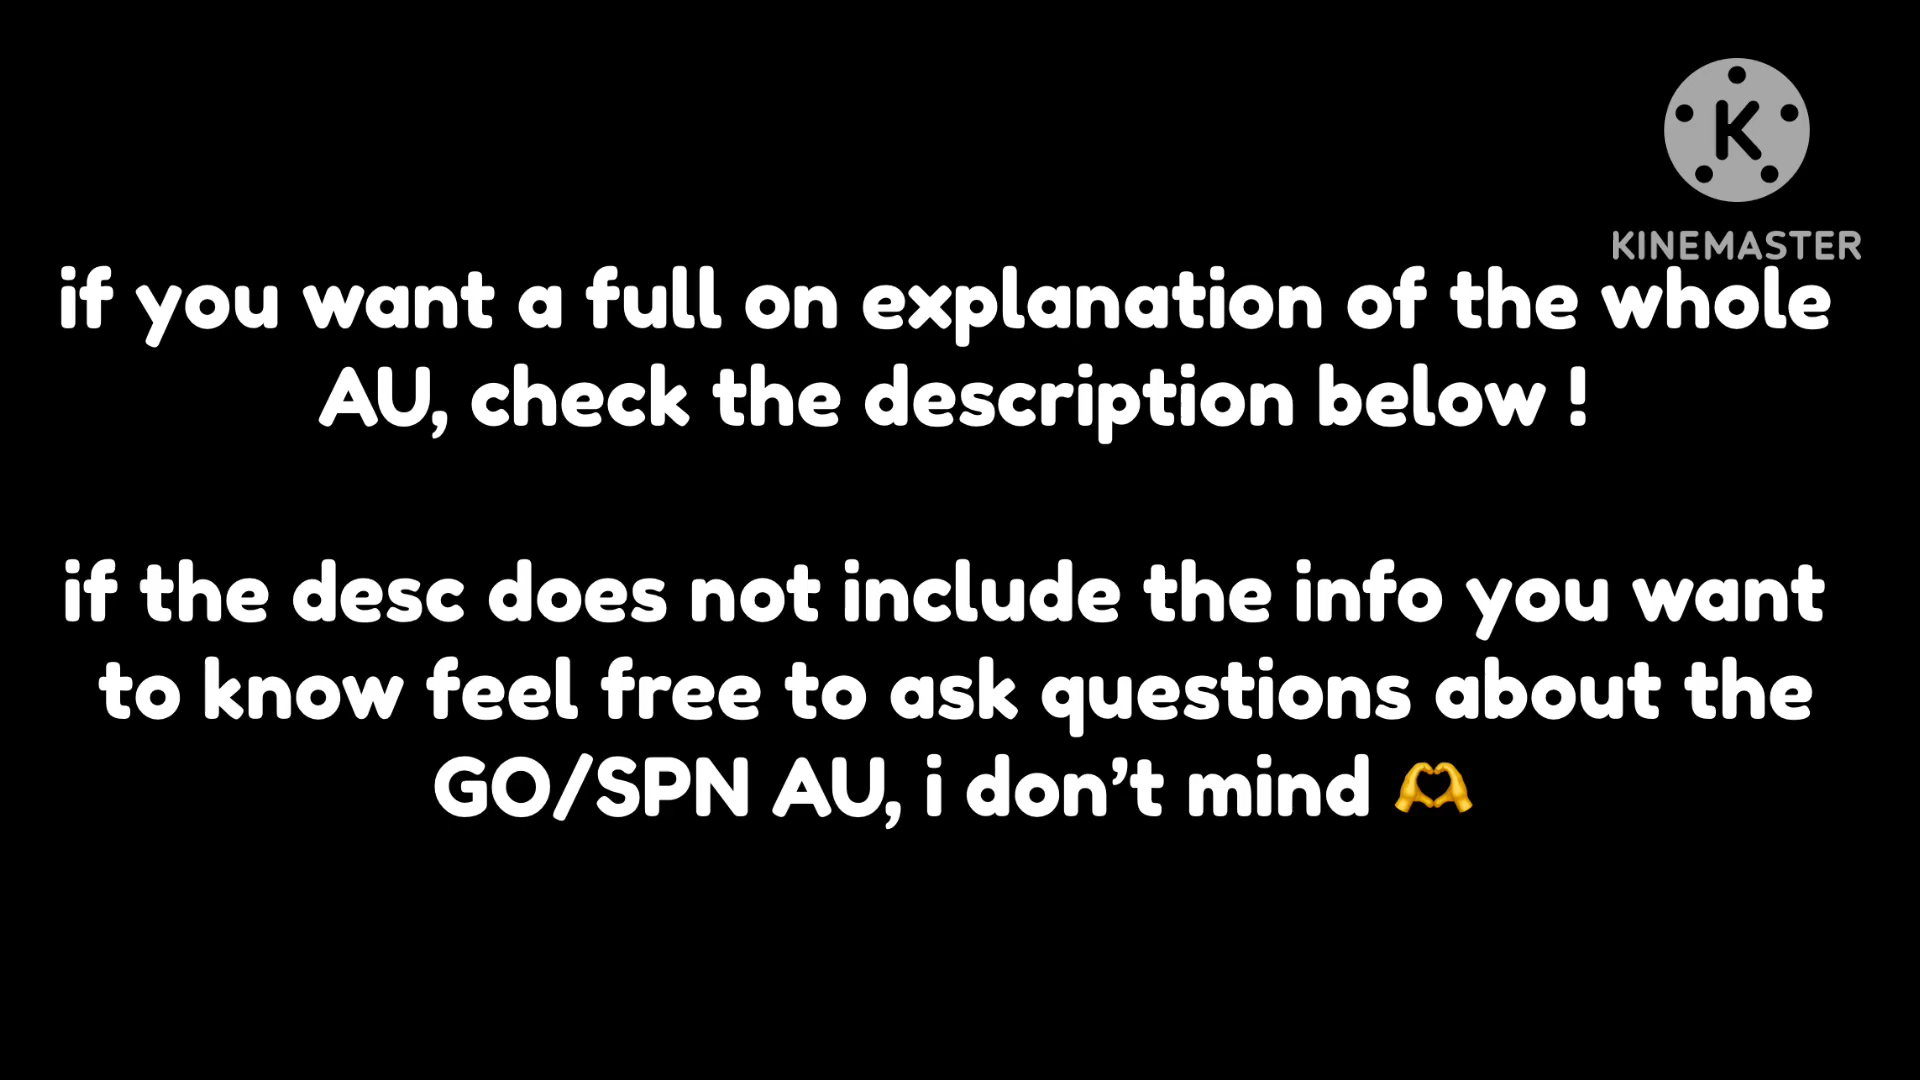 K
KINEMASTER
if you want a full on explanation of the whole
AU, check the description below !
if the desc does not include the info you want
to know feel free to ask questions about the
GO/SPN AU, i don’t mind 🫶